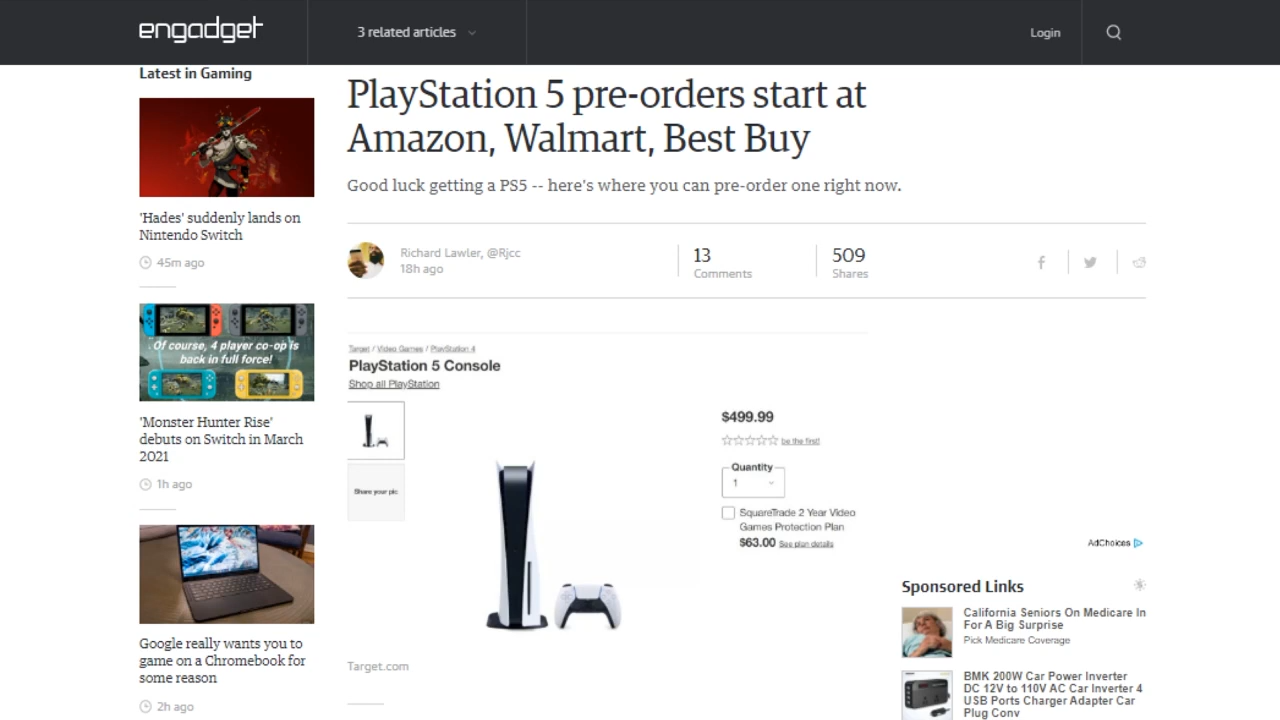 engadget
3 related articles
Login
Latest in Gaming
'Hades' suddenly lands on
Nintendo Switch
45m ago
Of course, 4 player co-op is
back in full force!
'Monster Hunter Rise'
debuts on Switch in March
2021
1h ago
Google really wants you to
game on a Chromebook for
some reason
2h ago
PlayStation 5 pre-orders start at
Amazon, Walmart, Best Buy
Good luck getting a PS5 -- here's where you can pre-order one right now.
Richard Lawler, @Rjcc
18h ago
13
Comments
509
Shares
Target / Video Games / PlayStation 4
PlayStation 5 Console
Shop all PlayStation
Share your pic
$499.99
be the first!
Quantity
1
SquareTrade 2 Year Video
Games Protection Plan
$63.00 See plan details
Target.com
AdChoices
Sponsored Links
California Seniors On Medicare In
For A Big Surprise
Pick Medicare Coverage
BMK 200W Car Power Inverter
DC 12V to 110V AC Car Inverter 4
USB Ports Charger Adapter Car
Plug Conv